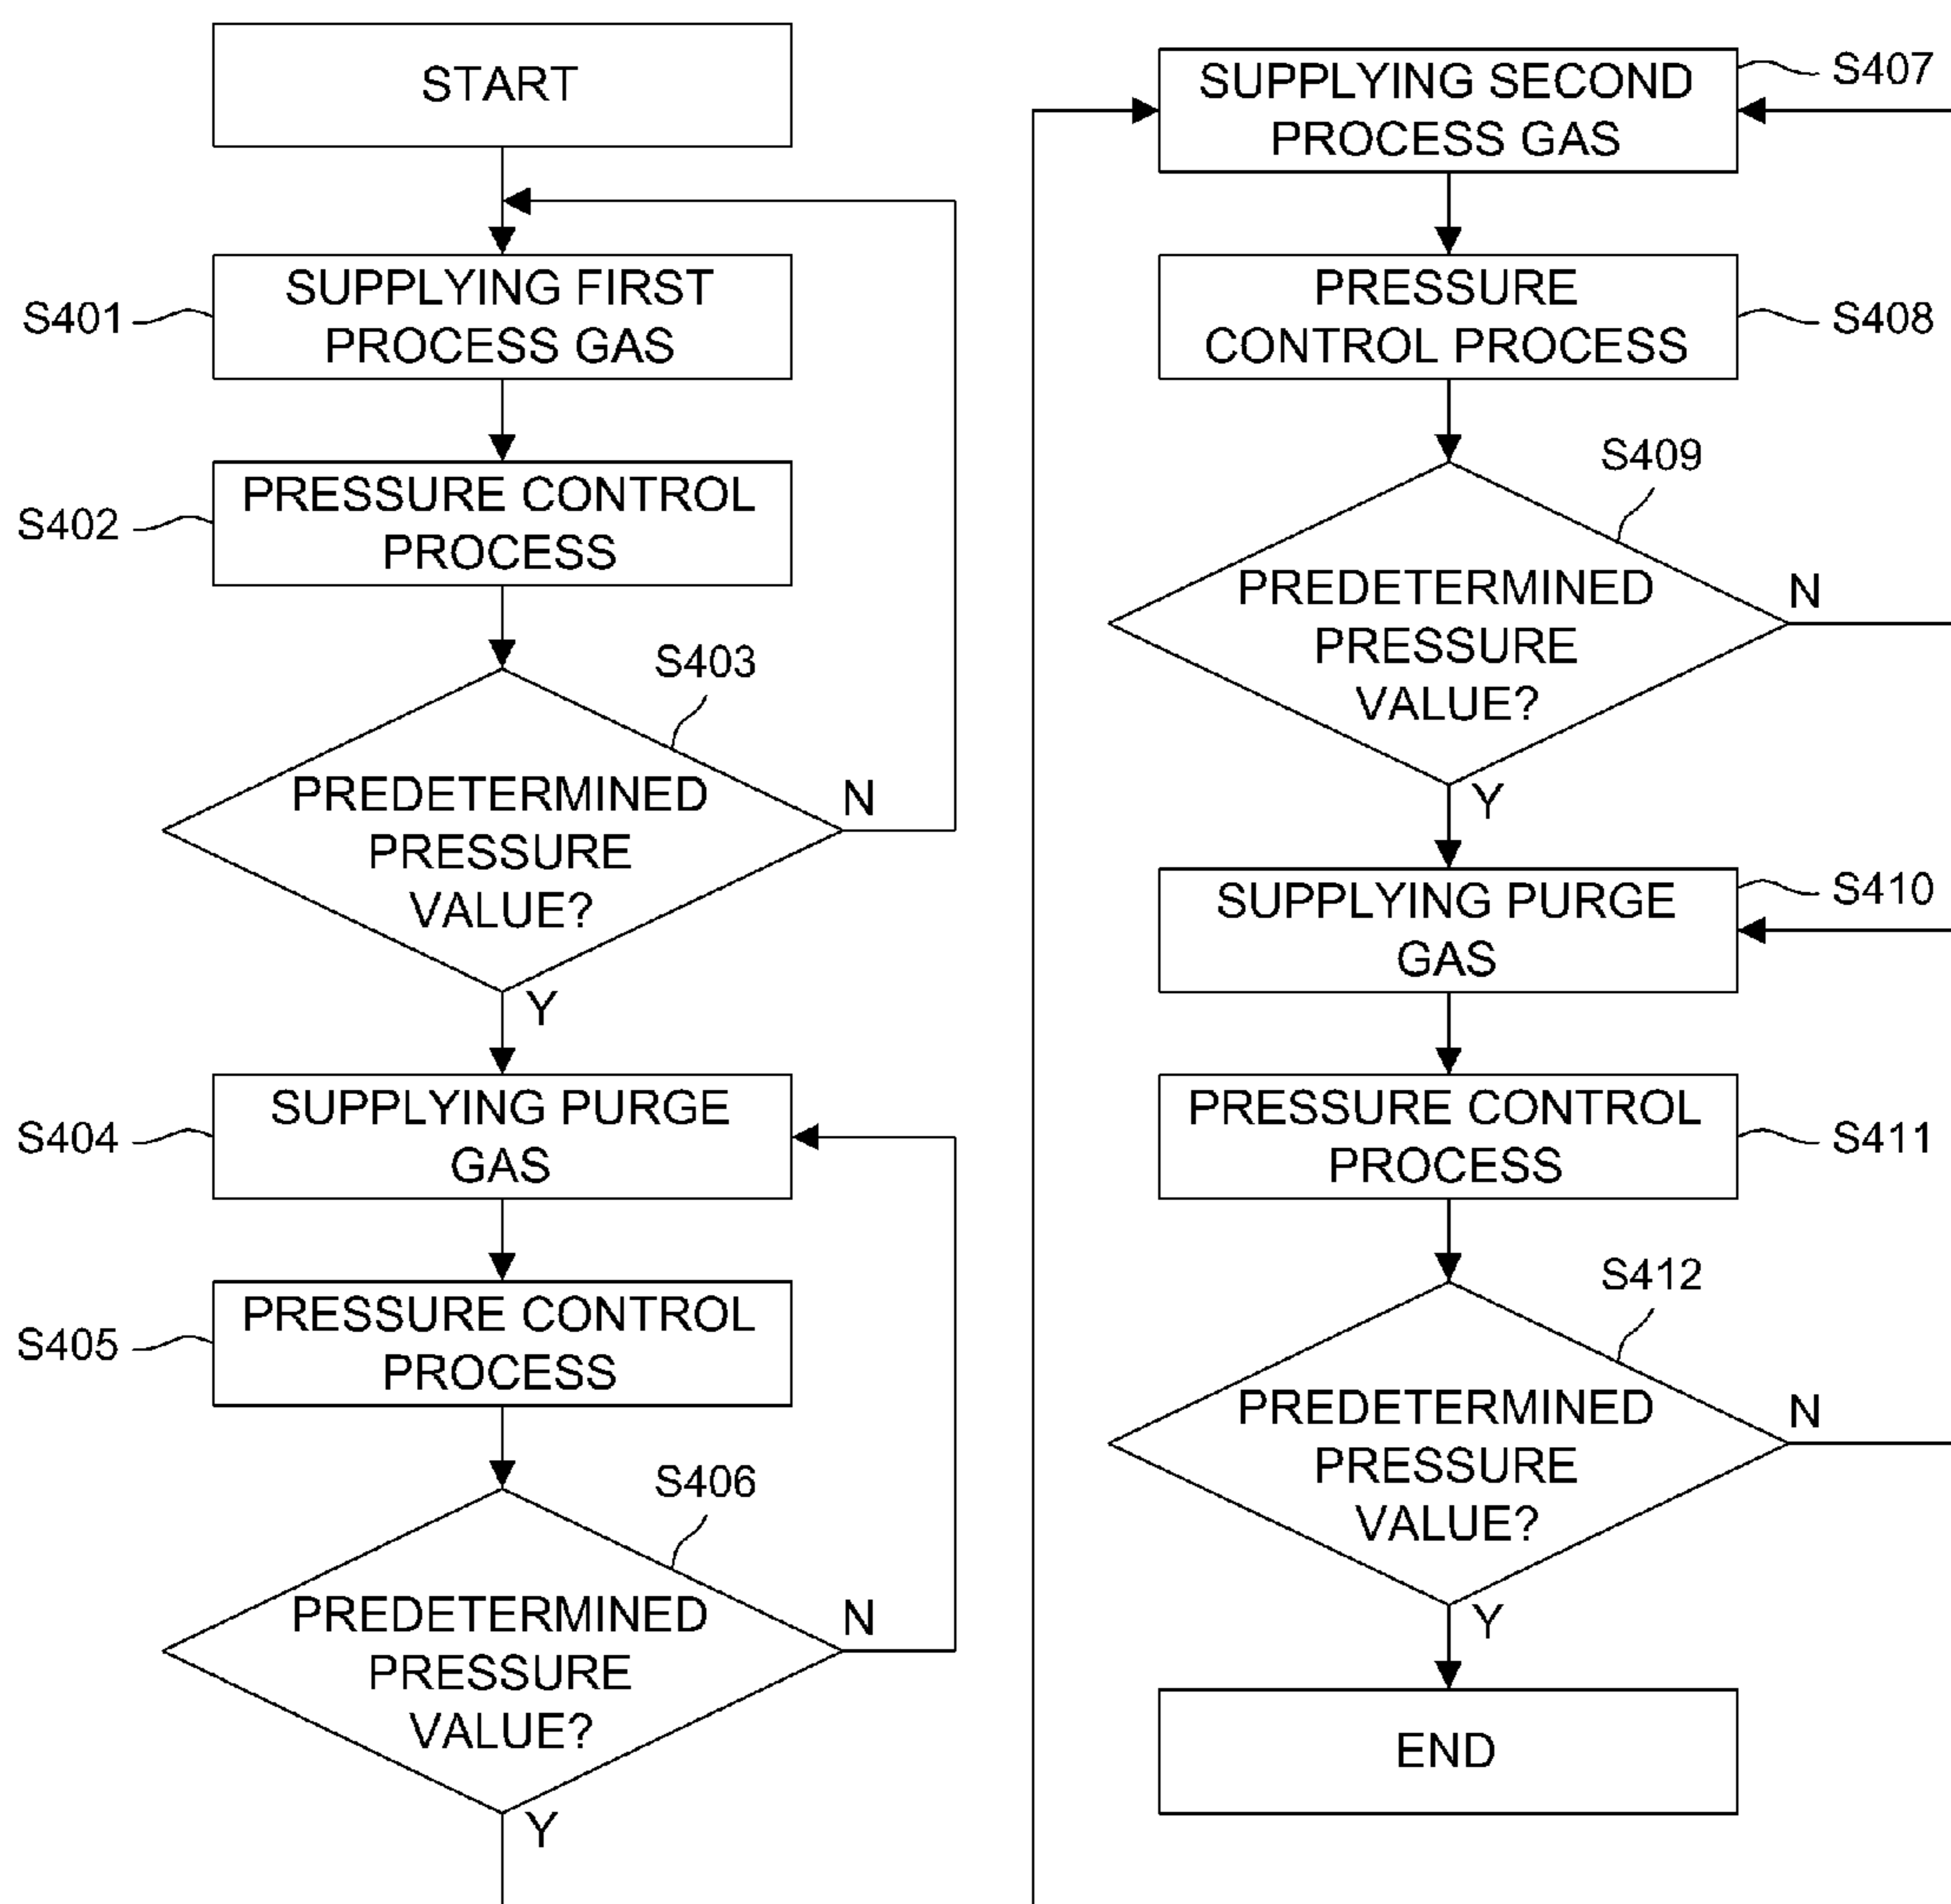 START
S401
SUPPLYING FIRST
PROCESS GAS
S402
PRESSURE CONTROL
PROCESS
S403
PREDETERMINED
PRESSURE
VALUE?
N
Y
S404
SUPPLYING PURGE
GAS
S405
PRESSURE CONTROL
PROCESS
S406
PREDETERMINED
PRESSURE
VALUE?
N
Y
SUPPLYING SECOND
PROCESS GAS
S407
PRESSURE
CONTROL PROCESS
S408
S409
PREDETERMINED
PRESSURE
VALUE?
N
Y
SUPPLYING PURGE
GAS
S410
PRESSURE CONTROL
PROCESS
S411
S412
PREDETERMINED
PRESSURE
VALUE?
N
Y
END